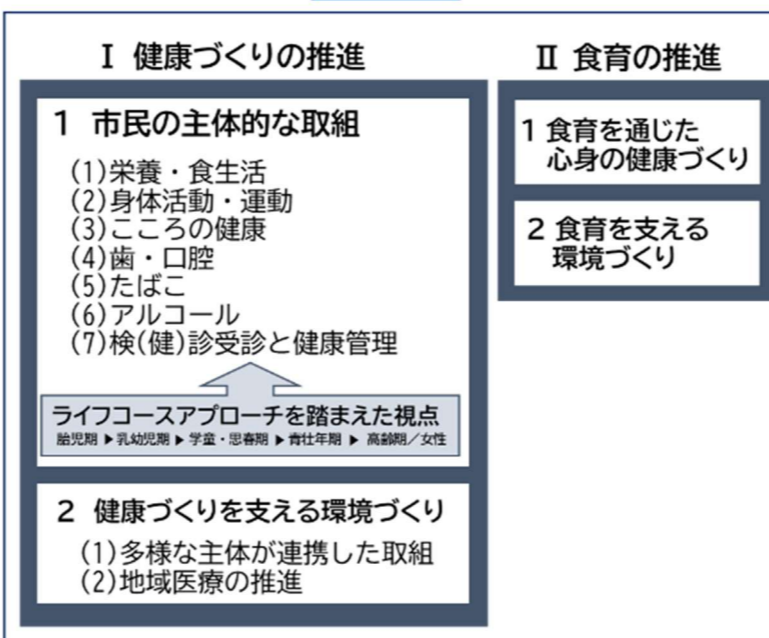 Ⅰ 健康づくりの推進
1 市民の主体的な取組
(1)栄養・食生活
(2)身体活動・運動
(3)こころの健康
(4)歯・口腔
(5)たばこ
(6)アルコール
(7)検(健)診受診と健康管理
ライフコースアプローチを踏まえた視点
胎児期 ▶ 乳幼児期 ▶ 学童・思春期 ▶ 青壮年期 ▶ 高齢期／女性
2 健康づくりを支える環境づくり
(1)多様な主体が連携した取組
(2)地域医療の推進
Ⅱ 食育の推進
1 食育を通じた
心身の健康づくり
2 食育を支える
環境づくり